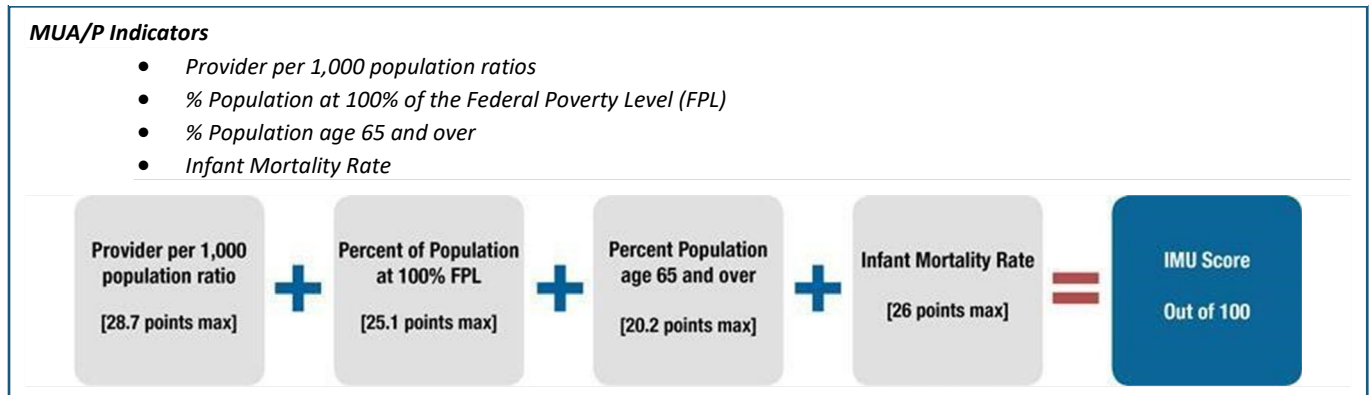 MUA/P Indicators
• Provider per 1,000 population ratios
• % Population at 100% of the Federal Poverty Level (FPL)
• % Population age 65 and over
• Infant Mortality Rate
Provider per 1,000
population ratio
[28.7 points max]
+
Percent of Population
at 100% FPL
[25.1 points max]
+
Percent Population
age 65 and over
[20.2 points max]
+
Infant Mortality Rate
[26 points max]
=
IMU Score
Out of 100